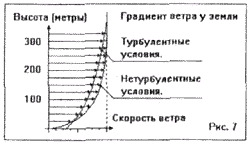 Высота (метры)
Градиент ветра у земли
300
Турбулентные
условия.
200
Нетурбулентные
условия.
100
Скорость ветра
Рис. 7